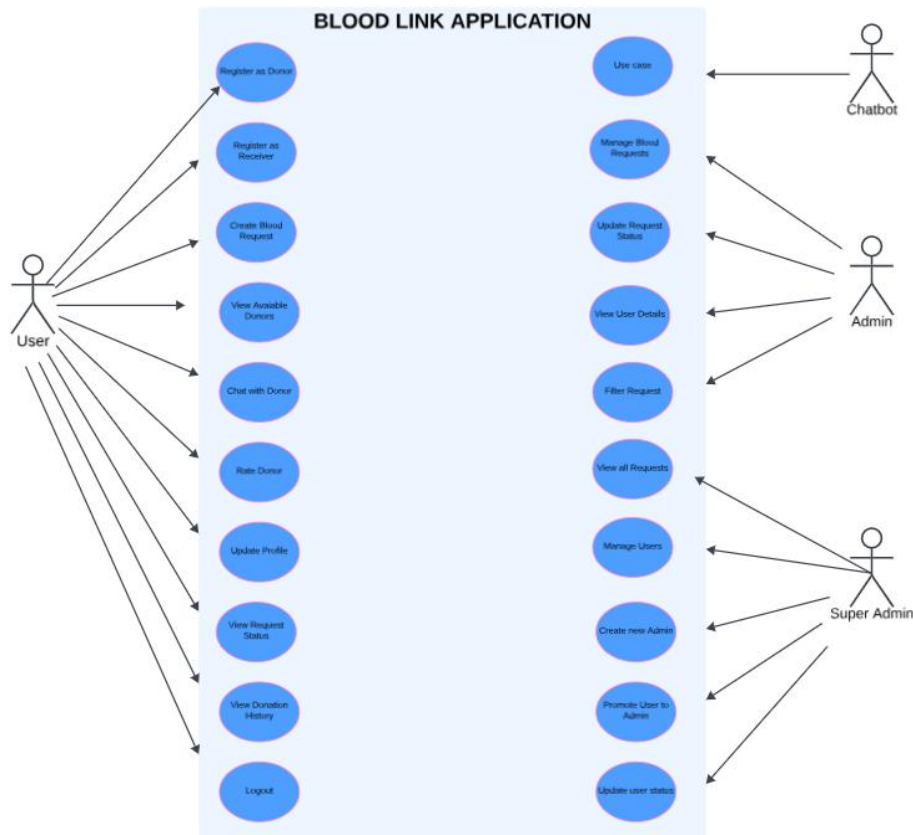 BLOOD LINK APPLICATION
Register as Donor
Register as
Receiver
Create Blood
Request
View Avaiable
Donors
Chat with Donor
Rate Donor
Update Profile
View Request
Status
View Donation
History
Logout
Use case
Manage Blood
Requests
Update Request
Status
View User Details
Filter Request
View all Requests
Manage Users
Create new Admin
Promote User to
Admin
Update user status
User
Chatbot
Admin
Super Admin